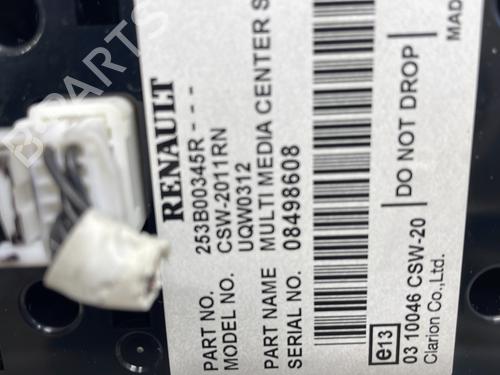 RENAULT
PART NO. 253B00345R - - -
MODEL NO. CSW-2011RN
UQW0312
PART NAME MULTI MEDIA CENTER S
SERIAL NO. 08498608
e13 03 10046 CSW-20
Clarion Co.,Ltd.
DO NOT DROP
MAD
B-PARTS